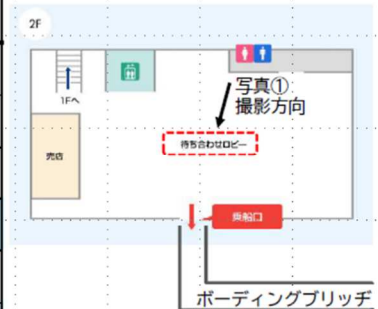 2F
1Fへ
写真①
撮影方向
待ち合わせロビー
売店
乗船口
ボーディングブリッヂ